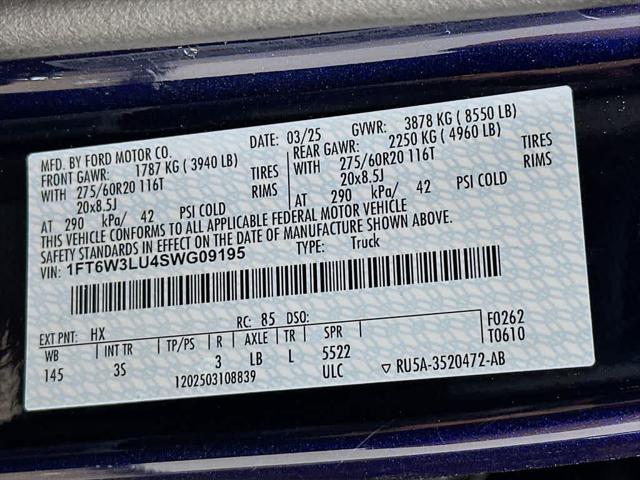 MFD. BY FORD MOTOR CO.
DATE: 03/25 GVWR: 3878 KG ( 8550 LB)
FRONT GAWR: 1787 KG ( 3940 LB) REAR GAWR: 2250 KG ( 4960 LB)
WITH 275/60R20 116T TIRES WITH 275/60R20 116T TIRES
20x8.5J RIMS 20x8.5J RIMS
AT 290 kPa/ 42 PSI COLD AT 290 kPa/ 42 PSI COLD
THIS VEHICLE CONFORMS TO ALL APPLICABLE FEDERAL MOTOR VEHICLE
SAFETY STANDARDS IN EFFECT ON THE DATE OF MANUFACTURE SHOWN ABOVE.
VIN: 1FT6W3LU4SWG09195 TYPE: Truck
EXT PNT: HX RC: 85 DSO: F0262
WB INT TR TP/PS R AXLE TR SPR T0610
145 3S 3 LB L 5522
ULC ▽ RU5A-3520472-AB
1202503108839